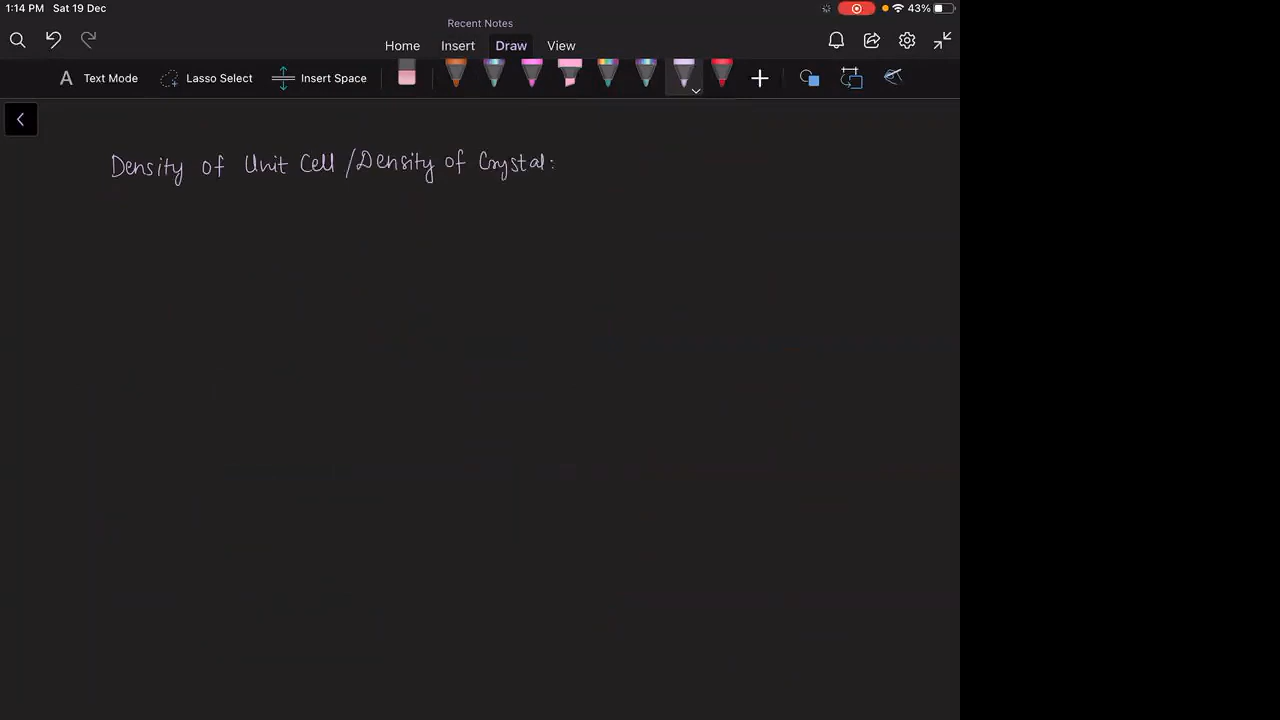 1:14 PM Sat 19 Dec 43%
Recent Notes
Home Insert Draw View
Text Mode Lasso Select Insert Space
Density of Unit Cell /Density of Crystal: